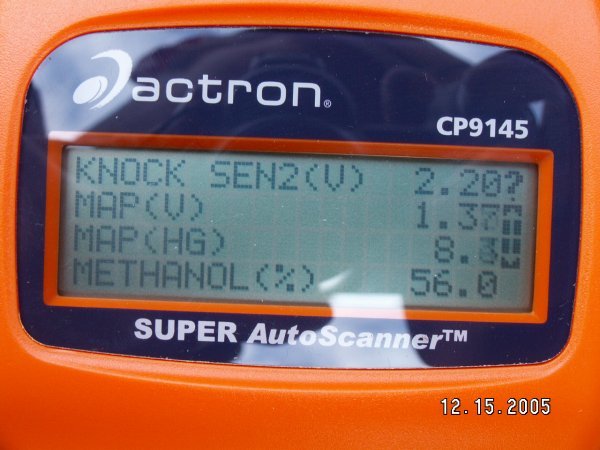 actron®
CP9145
KNOCK SEN2(V) 2.20?
MAP(V) 1.37
MAP(HG) 8.3
METHANOL(%) 56.0
SUPER AutoScanner™
12.15.2005